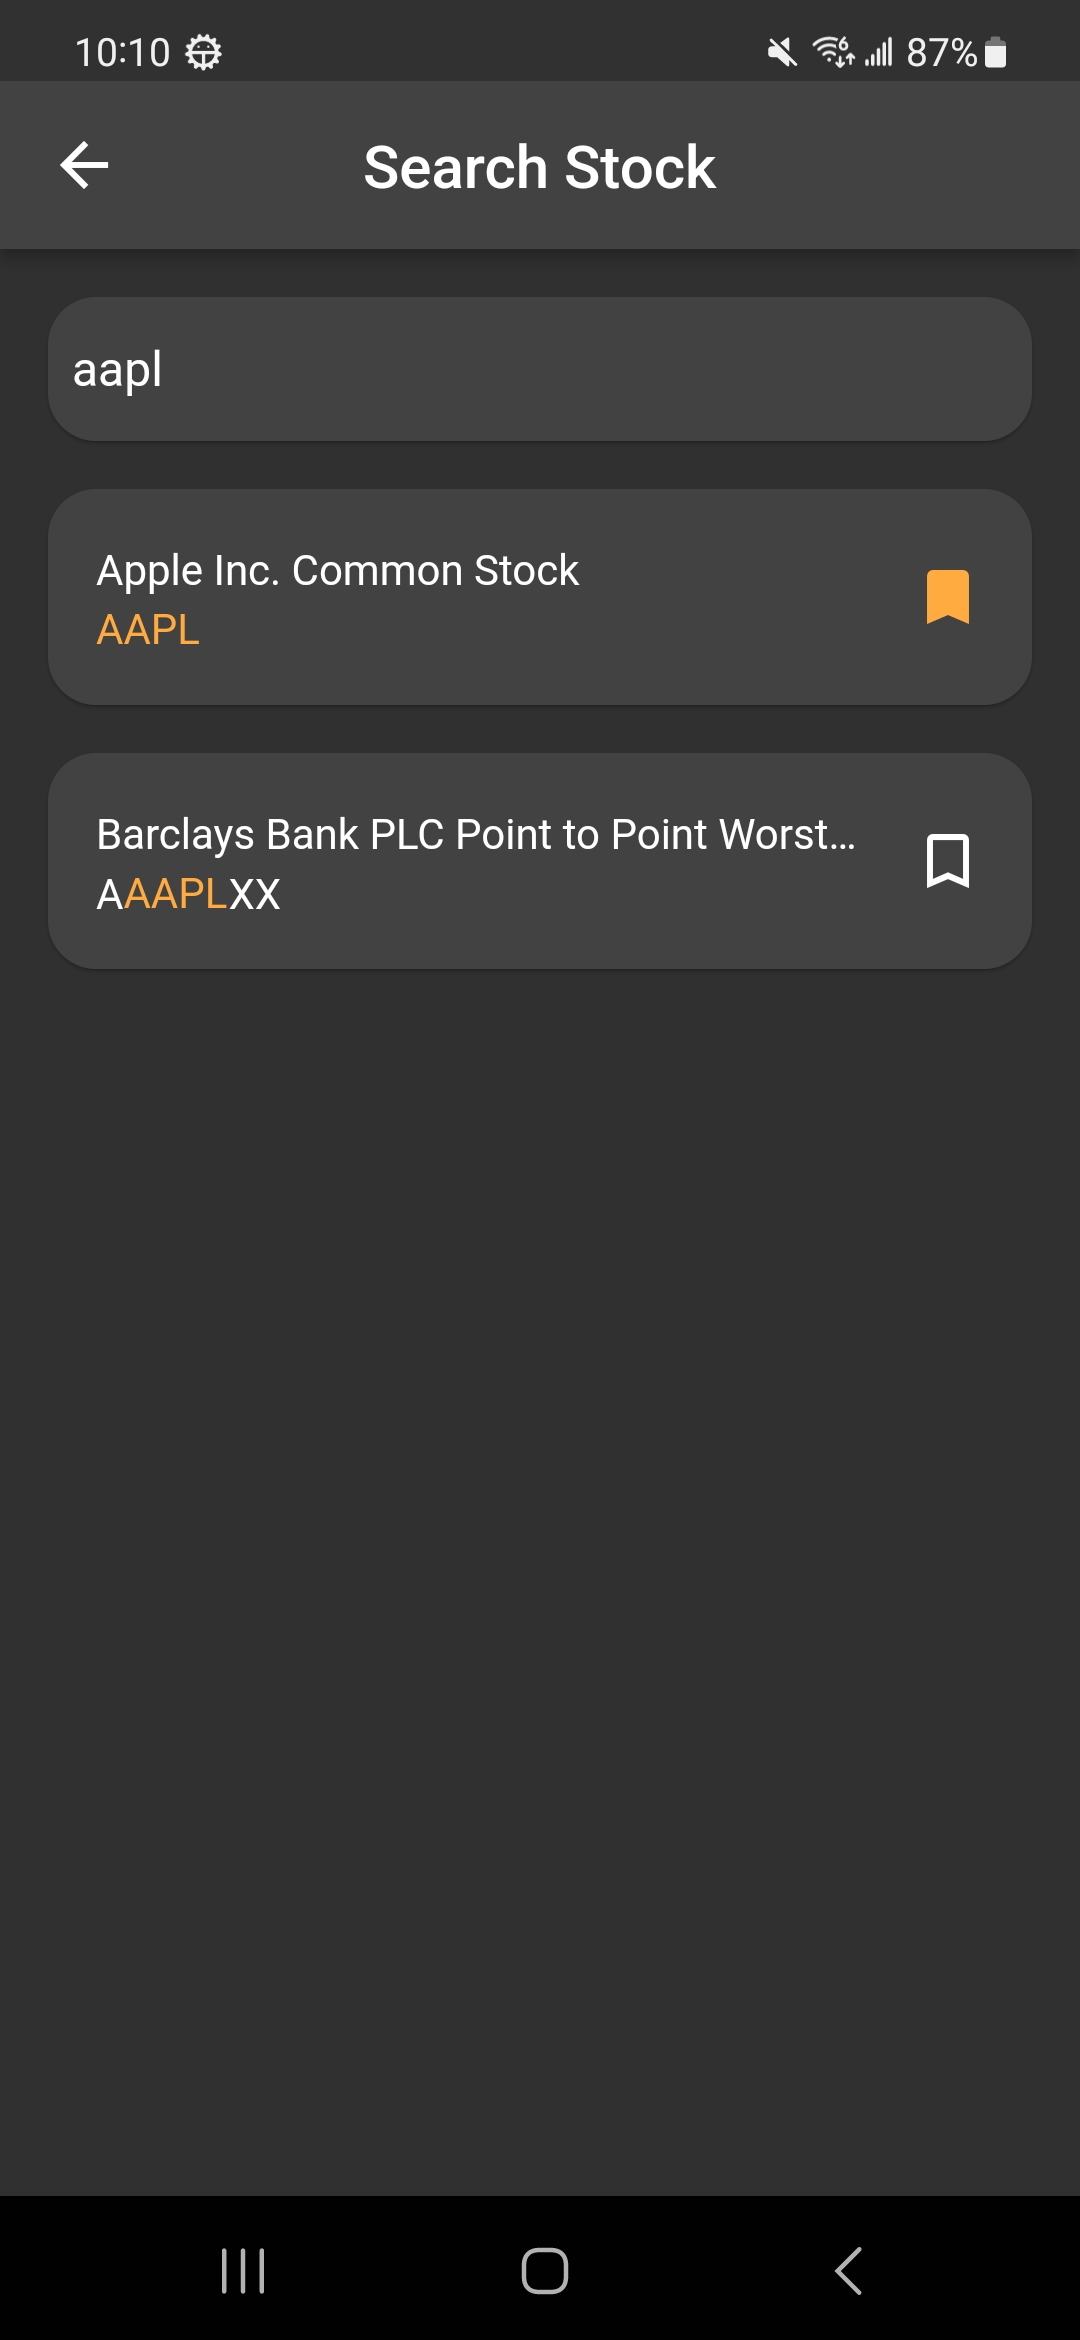 10:10 87%
Search Stock
aapl
Apple Inc. Common Stock
AAPL
Barclays Bank PLC Point to Point Worst...
AAAPLXX